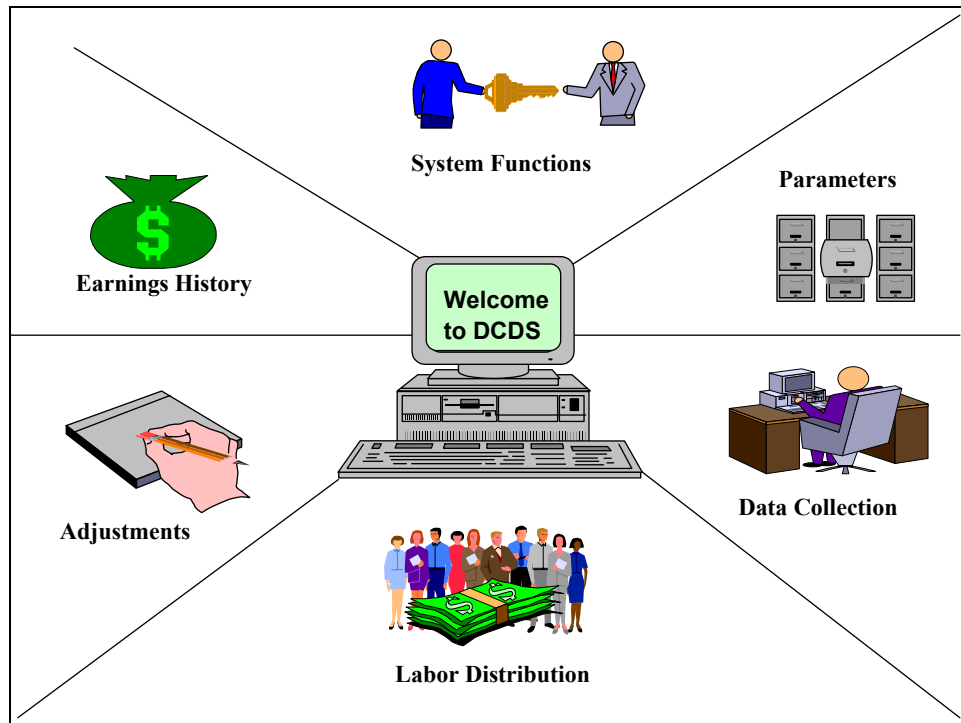 System Functions
Parameters
$
Earnings History
Welcome
to DCDS
Adjustments
Data Collection
$ $
Labor Distribution